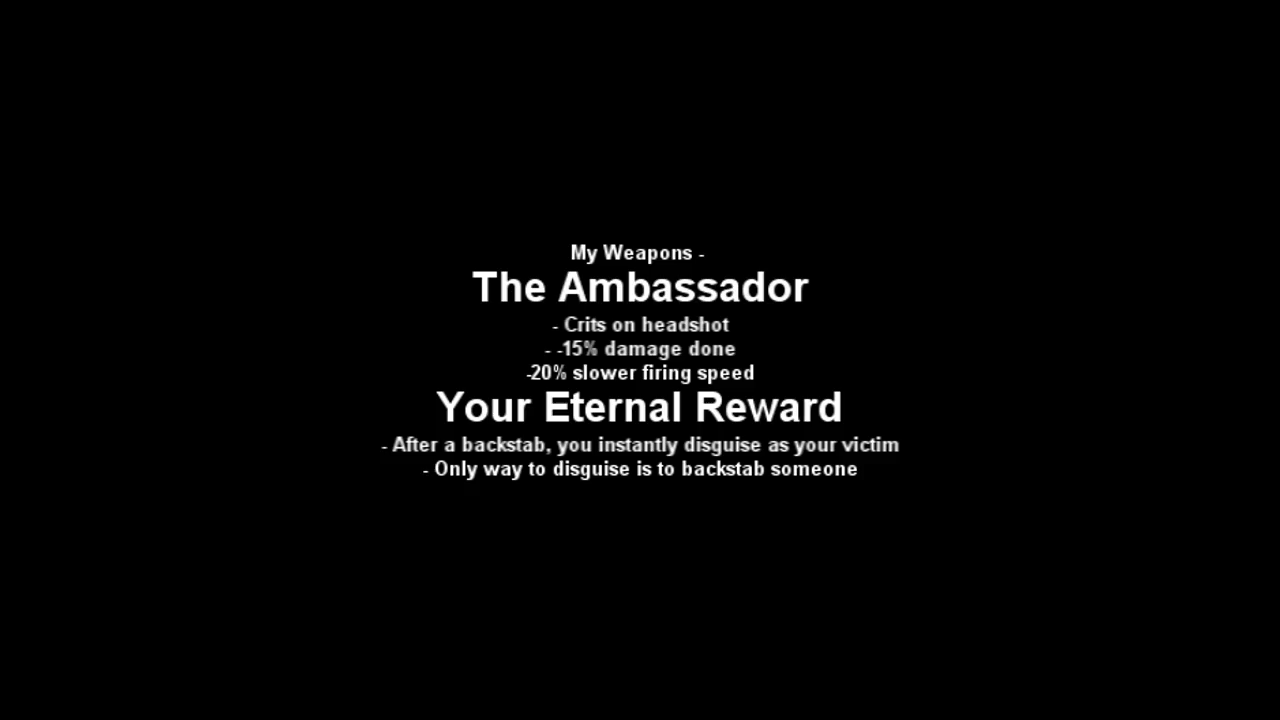 My Weapons -
The Ambassador
- Crits on headshot
- -15% damage done
-20% slower firing speed
Your Eternal Reward
- After a backstab, you instantly disguise as your victim
- Only way to disguise is to backstab someone